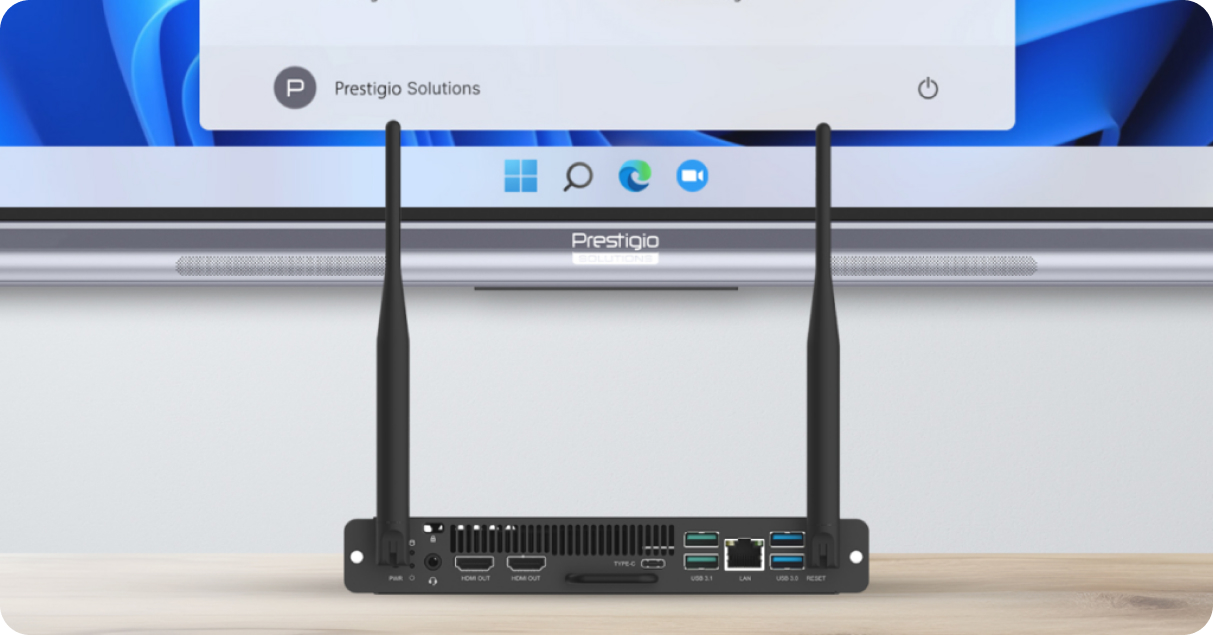 Prestigio Solutions
Prestigio
SOLUTIONS
TYPE-C
PWR
HDMI OUT
HDMI OUT
USB 3.1
LAN
USB 3.0
RESET